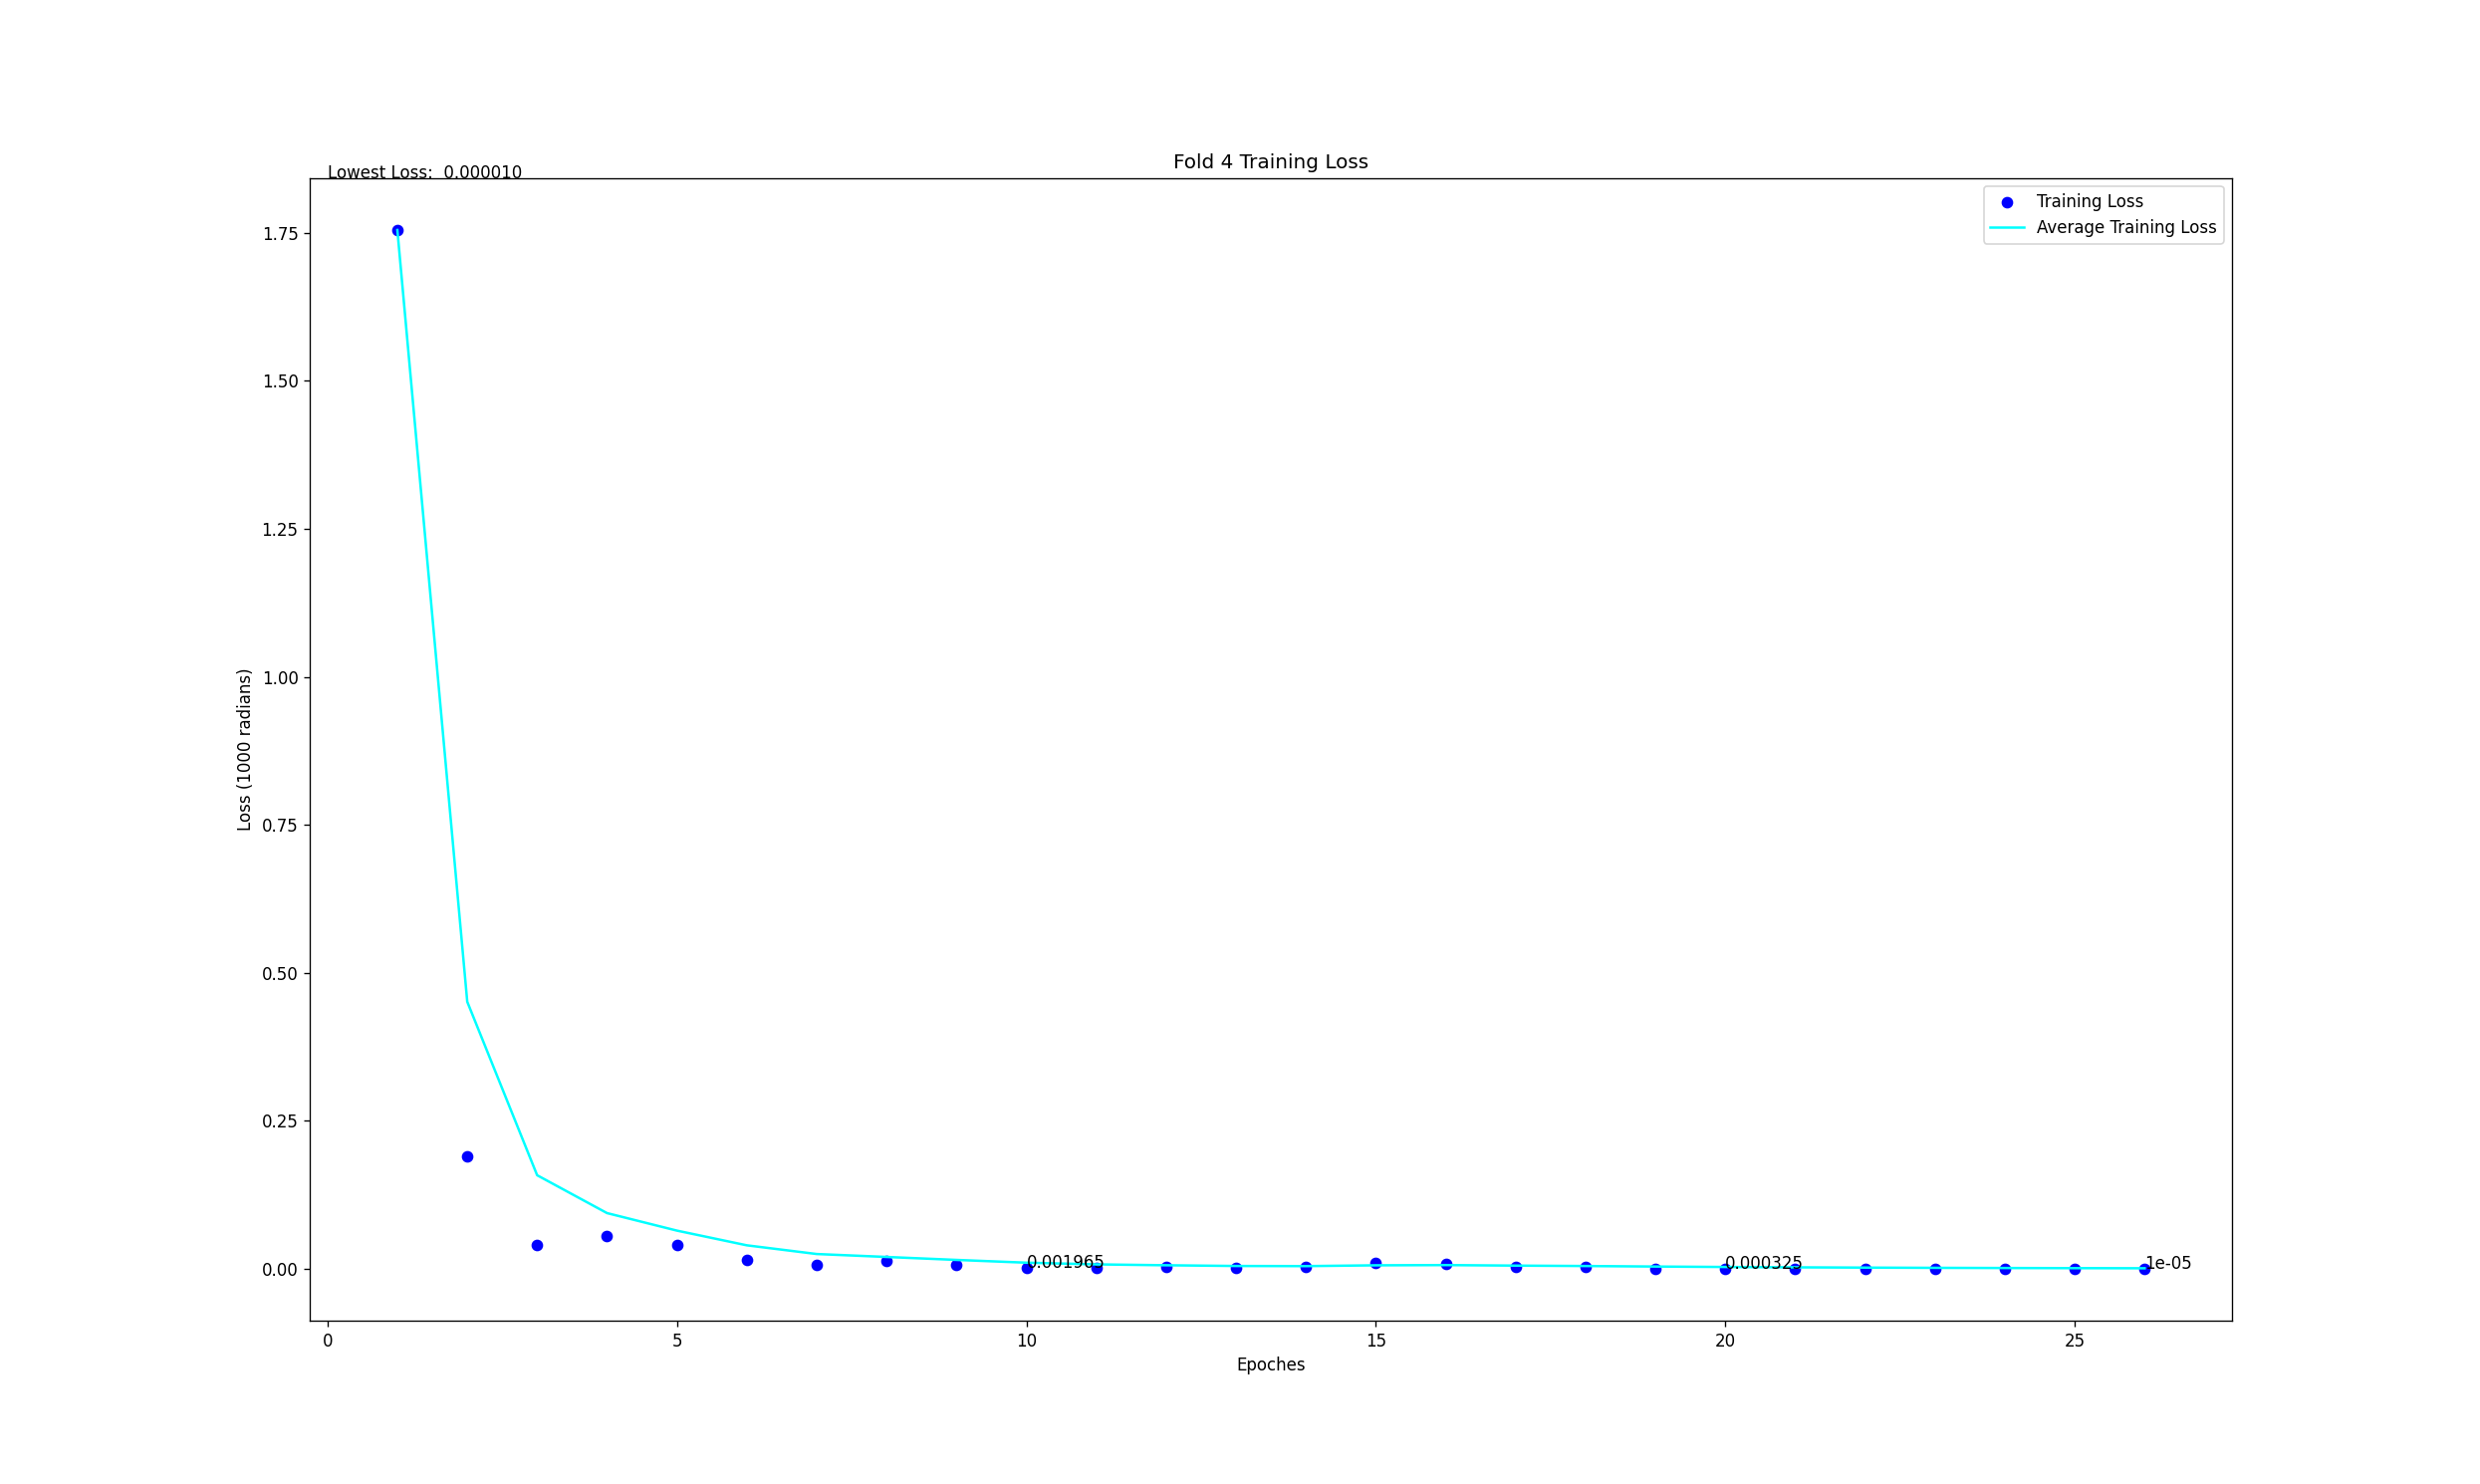 Fold 4 Training Loss
Lowest Loss:  0.000010
Training Loss
Average Training Loss
1.75
1.50
1.25
1.00
0.75
0.50
0.25
0.00
Loss (1000 radians)
0.001965
0.000325
1e-05
0 5 10 15 20 25
Epoches